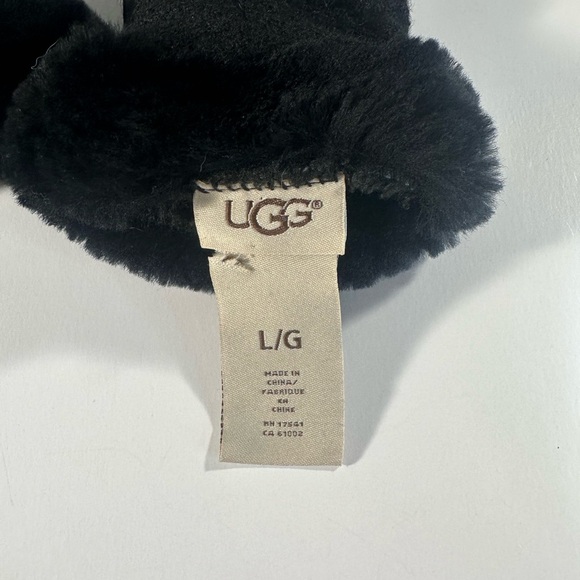 UGG®
L/G
MADE IN
CHINA/
FABRIQUE
EN
CHINE
RN 17541
CA 61002